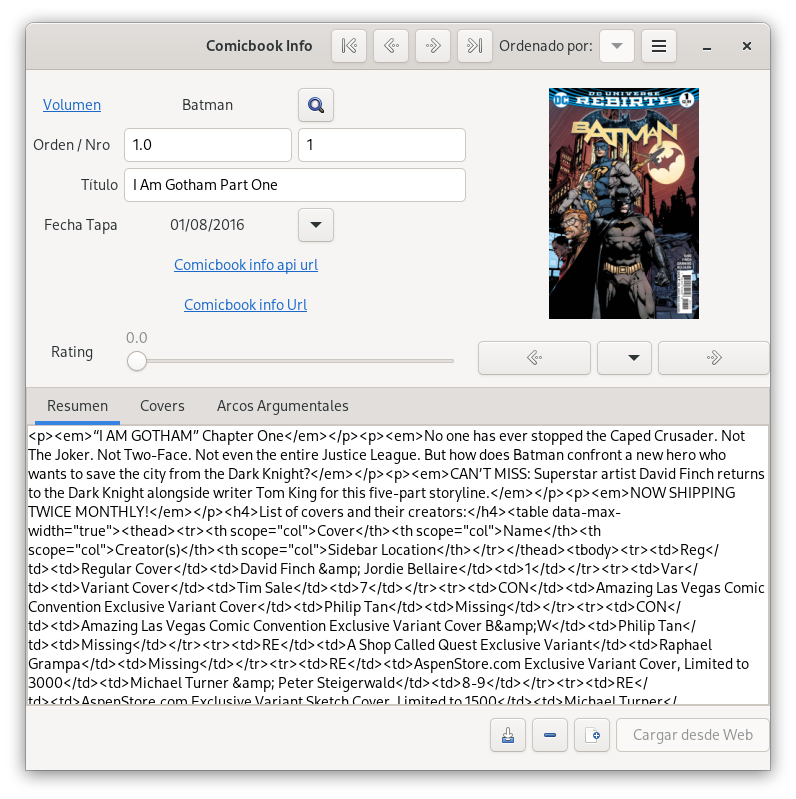 Comicbook Info
Ordenado por:
Volumen
Batman
Orden / Nro
1.0
1
Título
I Am Gotham Part One
Fecha Tapa
01/08/2016
Comicbook info api url
Comicbook info Url
Rating
0.0
DC UNIVERSE
REBIRTH
DC
1
BATMAN
Resumen
Covers
Arcos Argumentales
<p><em>“I AM GOTHAM” Chapter One</em></p><p><em>No one has ever stopped the Caped Crusader. Not
The Joker. Not Two-Face. Not even the entire Justice League. But how does Batman confront a new hero who
wants to save the city from the Dark Knight?</em></p><p><em>CAN’T MISS: Superstar artist David Finch returns
to the Dark Knight alongside writer Tom King for this five-part storyline.</em></p><p><em>NOW SHIPPING
TWICE MONTHLY!</em></p><h4>List of covers and their creators:</h4><table data-max-
width="true"><thead><tr><th scope="col">Cover</th><th scope="col">Name</th><th
scope="col">Creator(s)</th><th scope="col">Sidebar Location</th></tr></thead><tbody><tr><td>Reg</
td><td>Regular Cover</td><td>David Finch &amp; Jordie Bellaire</td><td>1</td></tr><tr><td>Var</
td><td>Variant Cover</td><td>Tim Sale</td><td>7</td></tr><tr><td>CON</td><td>Amazing Las Vegas Comic
Convention Exclusive Variant Cover</td><td>Philip Tan</td><td>Missing</td></tr><tr><td>CON</
td><td>Amazing Las Vegas Comic Convention Exclusive Variant Cover B&amp;W</td><td>Philip Tan</
td><td>Missing</td></tr><tr><td>RE</td><td>A Shop Called Quest Exclusive Variant</td><td>Raphael
Grampa</td><td>Missing</td></tr><tr><td>RE</td><td>AspenStore.com Exclusive Variant Cover, Limited to
3000</td><td>Michael Turner &amp; Peter Steigerwald</td><td>8-9</td></tr><tr><td>RE</
td><td>AspenStore.com Exclusive Variant Sketch Cover, Limited to 1500</td><td>Michael Turner</
Cargar desde Web